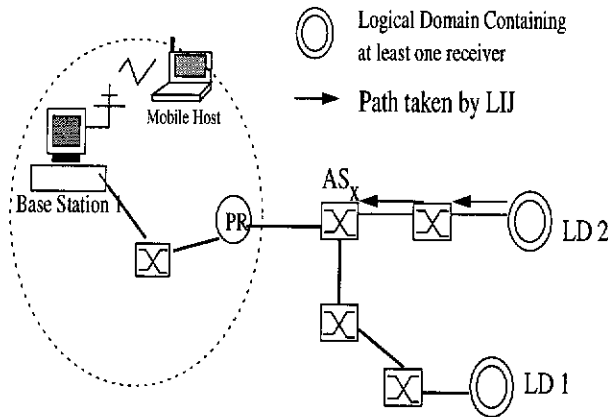 Logical Domain Containing
at least one receiver
Mobile Host
Path taken by LIJ
Base Station 1
PR
ASx
LD 2
LD 1